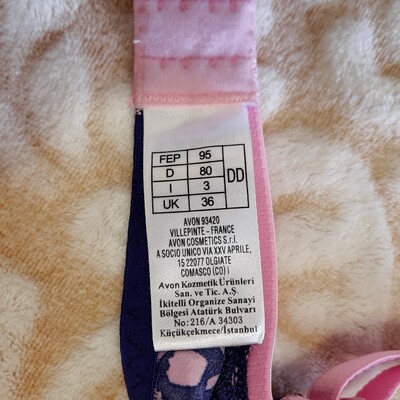 FEP 95 DD
D 80
I 3
UK 36
AVON 93420
VILLEPINTE - FRANCE
AVON COSMETICS S.r.l.
A SOCIO UNICO VIA XXV APRILE,
15 22077 OLGIATE
COMASCO (CO) İ
Avon Kozmetik Ürünleri
San. ve Tic. A.Ş.
İkitelli Organize Sanayi
Bölgesi Atatürk Bulvarı
No: 216/A 34303
Küçükçekmece/İstanbul